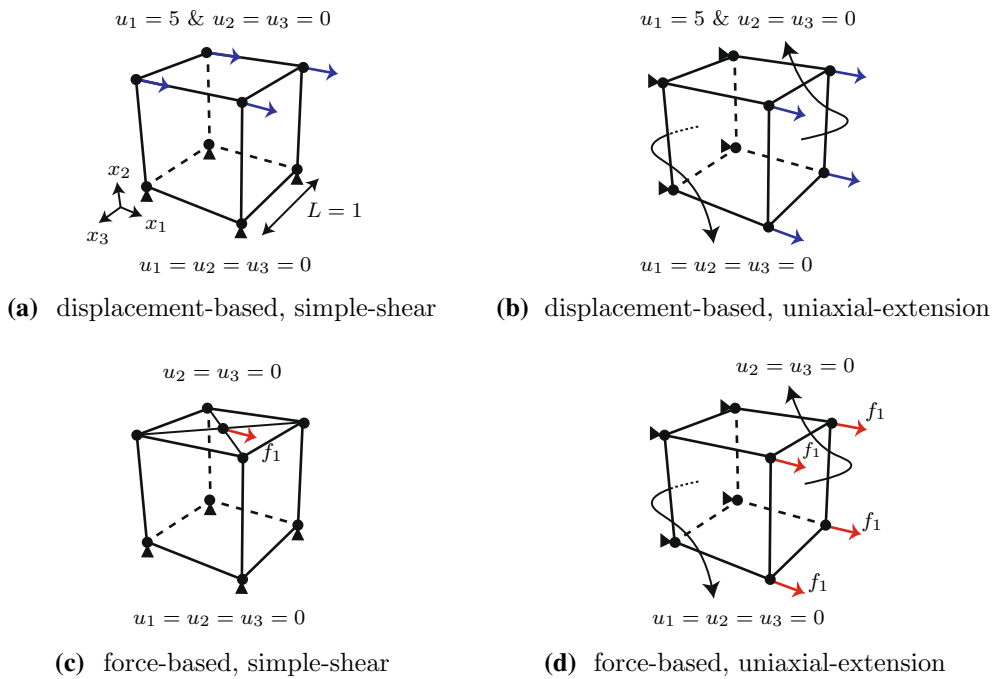 u₁ = 5 & u₂ = u₃ = 0
x₂
x₁
x₃
L = 1
u₁ = u₂ = u₃ = 0
(a) displacement-based, simple-shear
u₁ = 5 & u₂ = u₃ = 0
u₁ = u₂ = u₃ = 0
(b) displacement-based, uniaxial-extension
u₂ = u₃ = 0
f₁
u₁ = u₂ = u₃ = 0
(c) force-based, simple-shear
u₂ = u₃ = 0
f₁
f₁
f₁
f₁
u₁ = u₂ = u₃ = 0
(d) force-based, uniaxial-extension